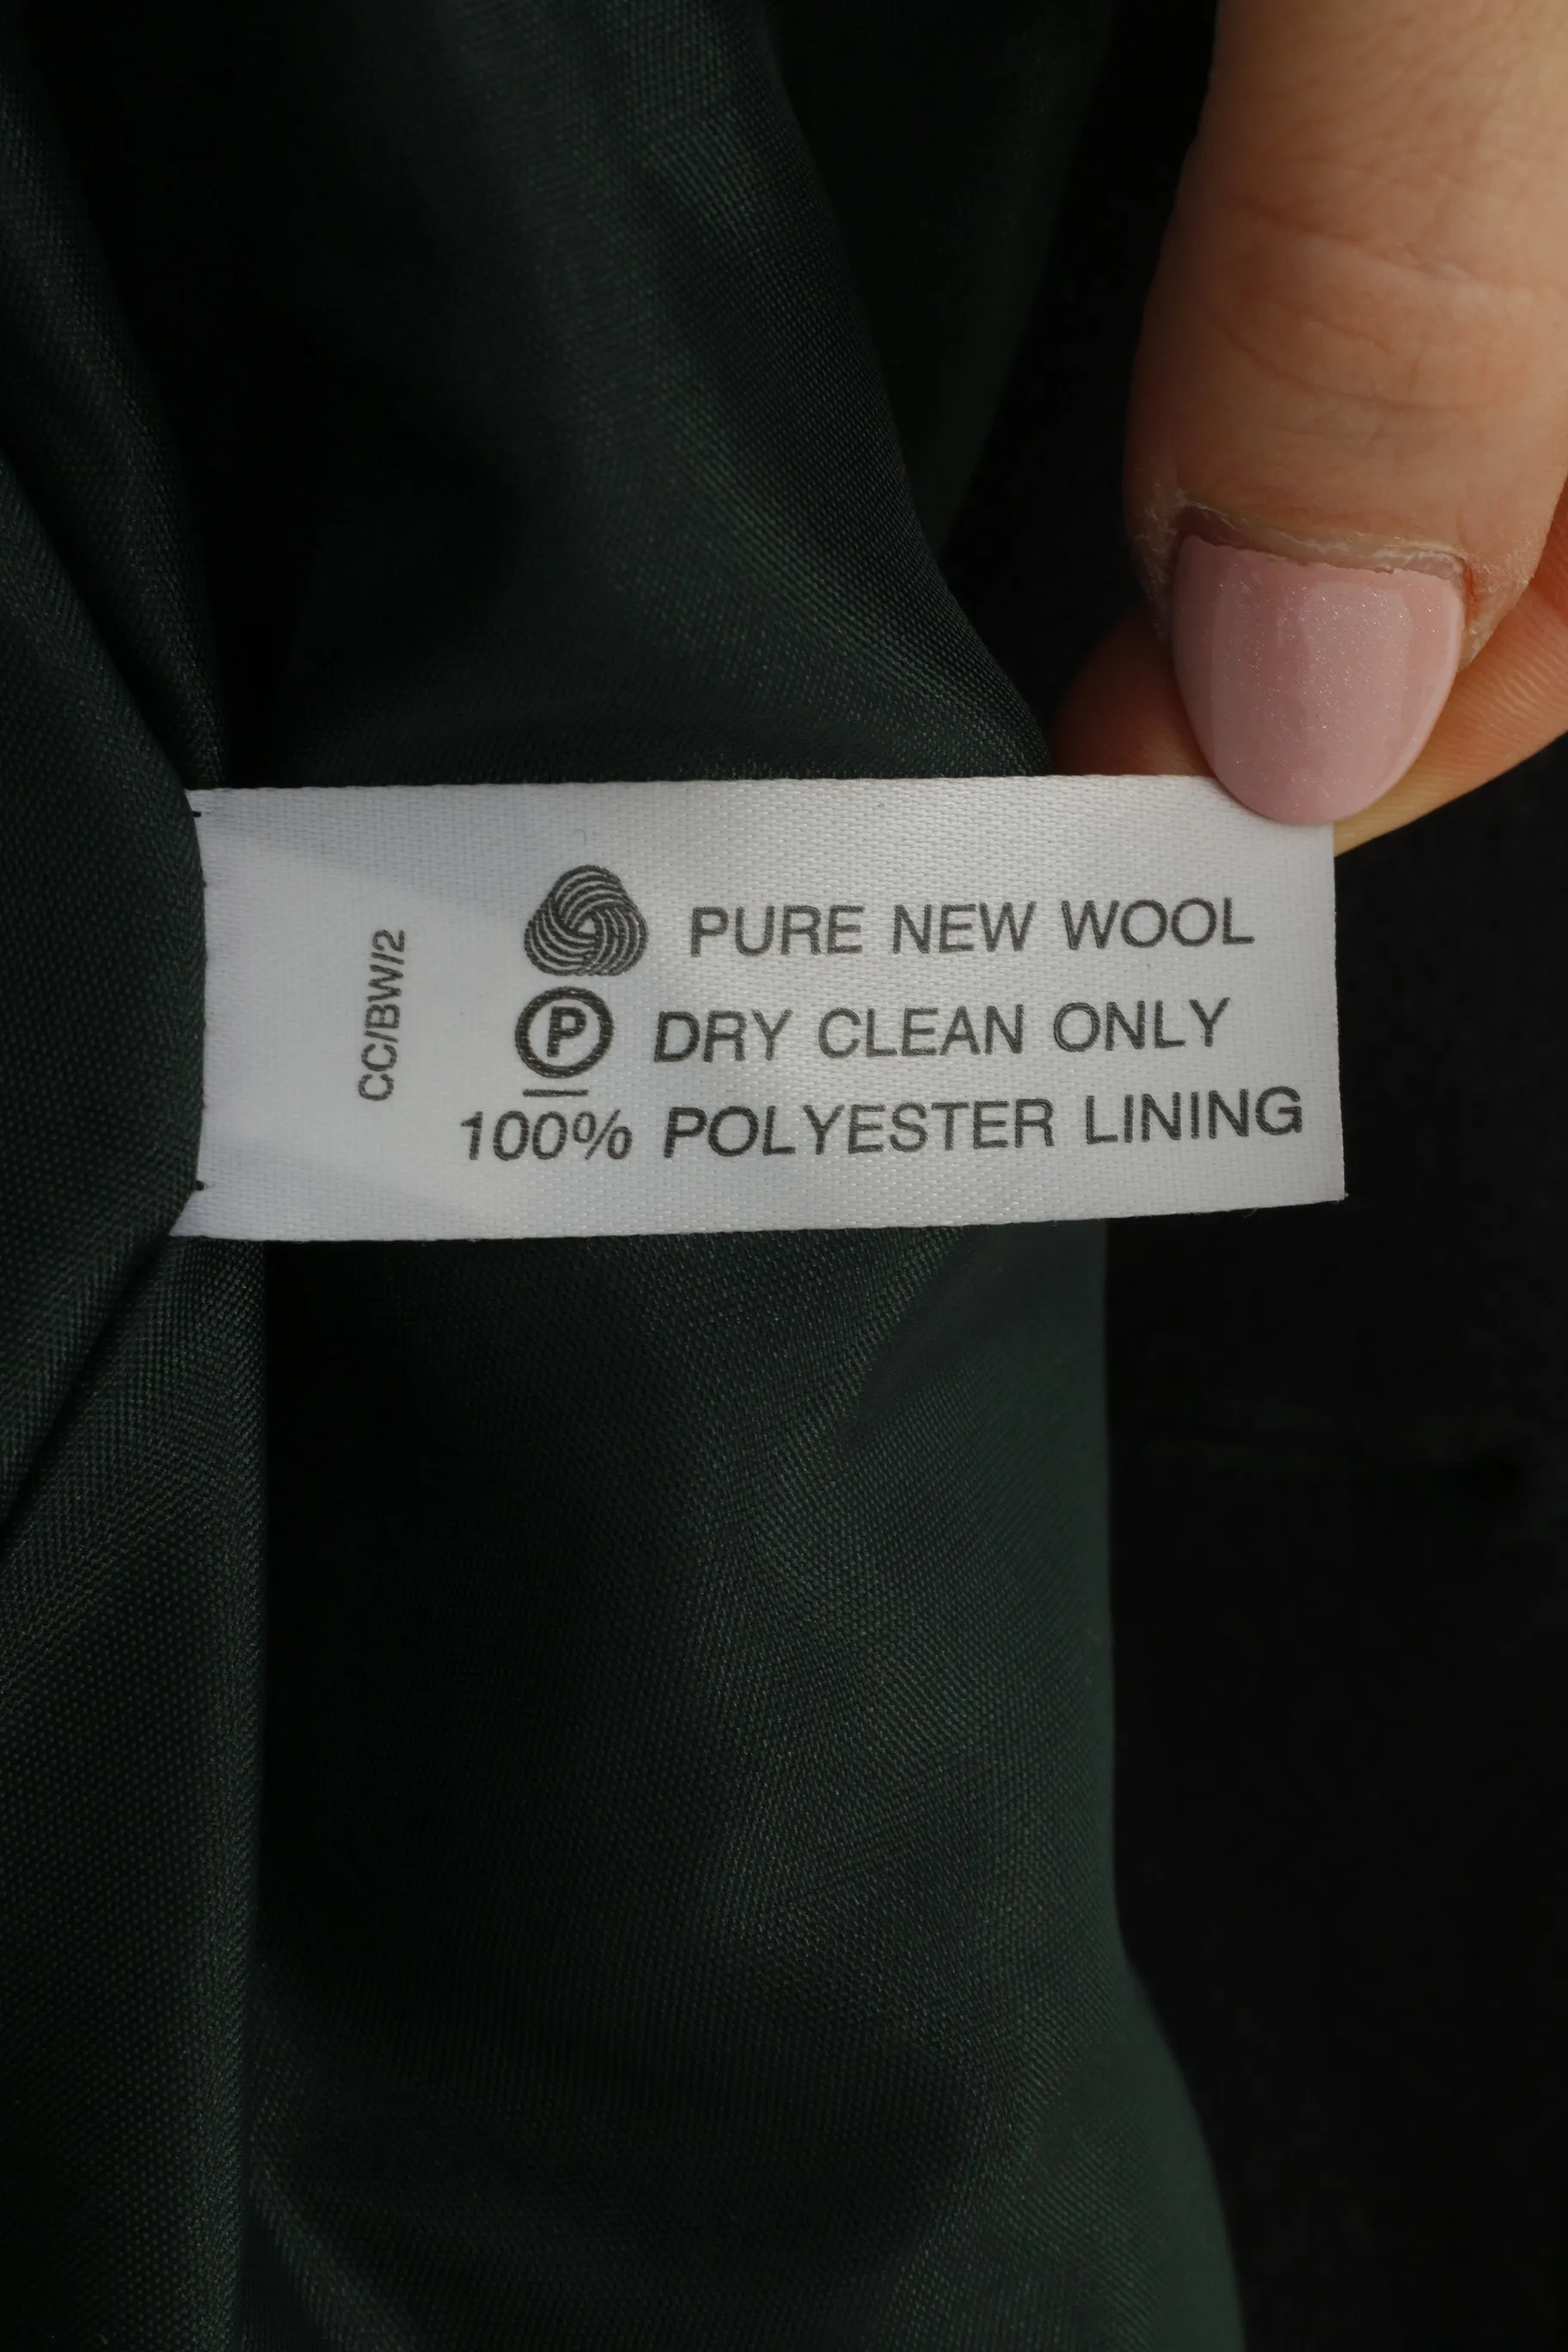 CC/BW/2
PURE NEW WOOL
P DRY CLEAN ONLY
100% POLYESTER LINING